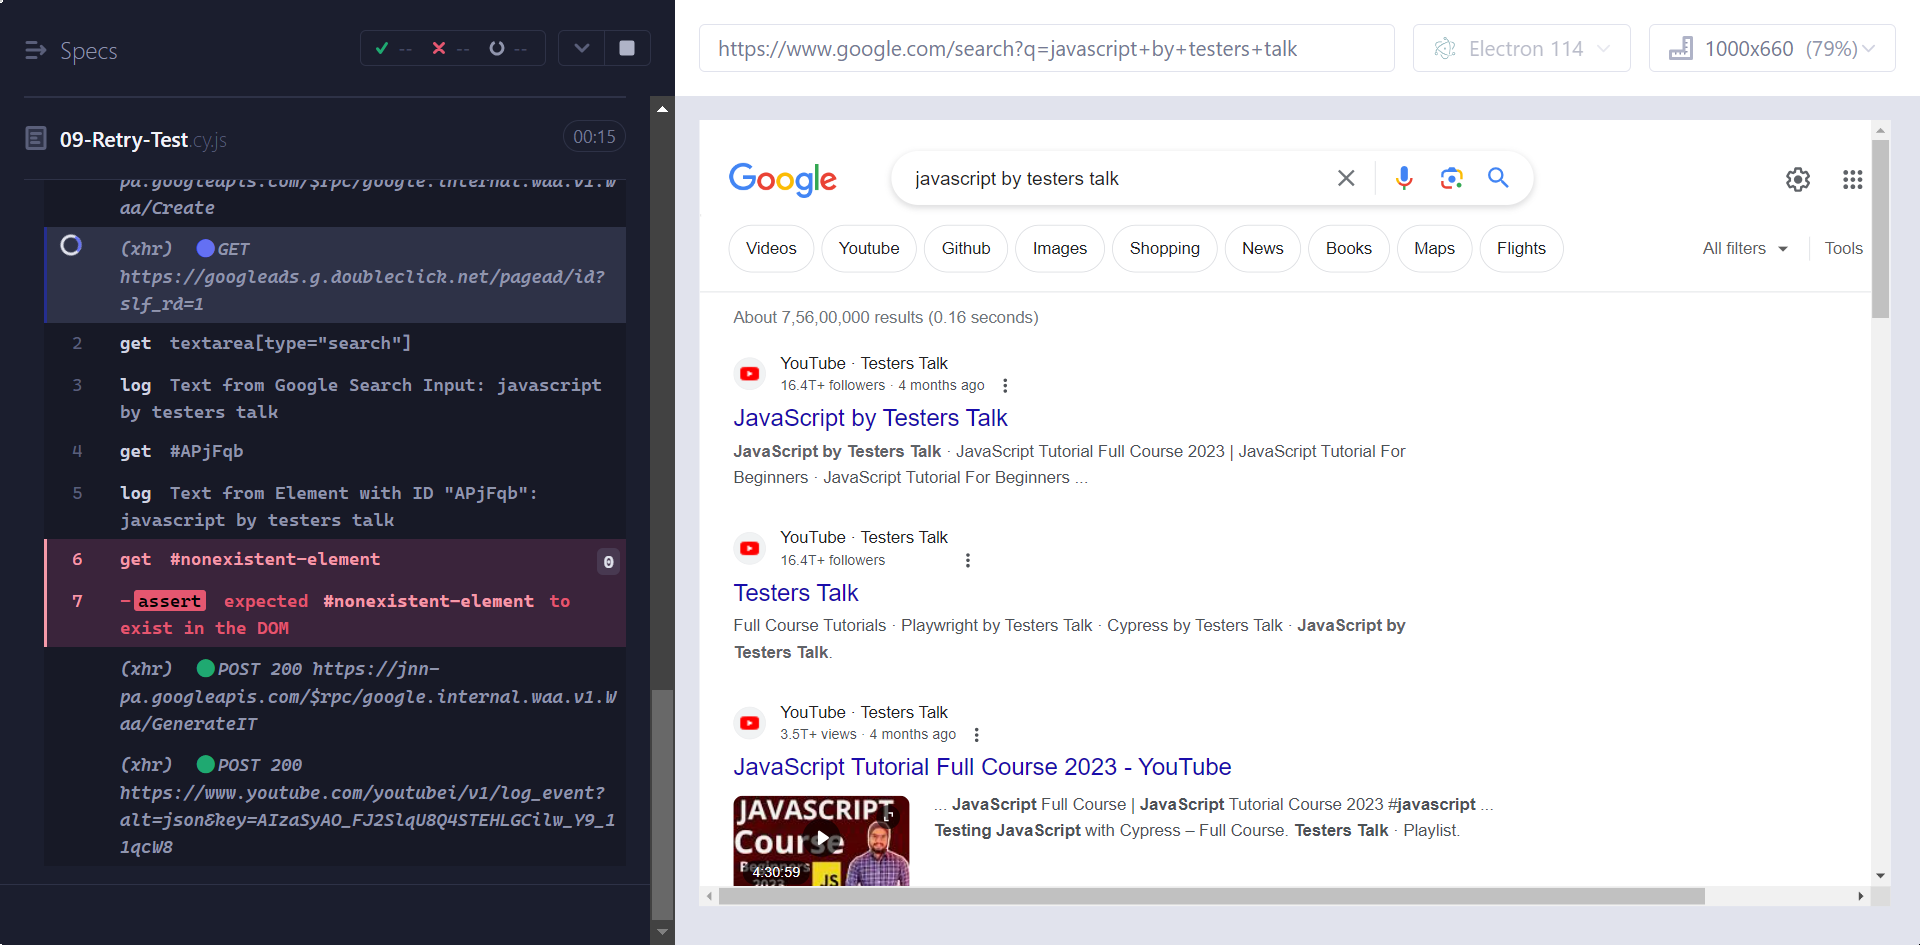 Specs
-- -- --
09-Retry-Test.cy.js
00:15
pa.googleapis.com/$rpc/google.internal.waa.v1.W
aa/Create
(xhr) GET
https://googleads.g.doubleclick.net/pagead/id?
slf_rd=1
2 get textarea[type="search"]
3 log Text from Google Search Input: javascript
by testers talk
4 get #APjFqb
5 log Text from Element with ID "APjFqb":
javascript by testers talk
6 get #nonexistent-element 0
7 -assert expected #nonexistent-element to
exist in the DOM
(xhr) POST 200 https://jnn-
pa.googleapis.com/$rpc/google.internal.waa.v1.W
aa/GenerateIT
(xhr) POST 200
https://www.youtube.com/youtubei/v1/log_event?
alt=json&key=AIzaSyAO_FJ2SlqU8Q4STEHLGCilw_Y9_1
1qcW8
https://www.google.com/search?q=javascript+by+testers+talk
Electron 114
1000x660 (79%)
Google
javascript by testers talk
Videos Youtube Github Images Shopping News Books Maps Flights
All filters Tools
About 7,56,00,000 results (0.16 seconds)
YouTube · Testers Talk
16.4T+ followers · 4 months ago
JavaScript by Testers Talk
JavaScript by Testers Talk · JavaScript Tutorial Full Course 2023 | JavaScript Tutorial For
Beginners · JavaScript Tutorial For Beginners ...
YouTube · Testers Talk
16.4T+ followers
Testers Talk
Full Course Tutorials · Playwright by Testers Talk · Cypress by Testers Talk · JavaScript by
Testers Talk.
YouTube · Testers Talk
3.5T+ views · 4 months ago
JavaScript Tutorial Full Course 2023 - YouTube
JAVASCRIPT
Course
Beginners
2023
JS
4:30:59
... JavaScript Full Course | JavaScript Tutorial Course 2023 #javascript ...
Testing JavaScript with Cypress – Full Course. Testers Talk · Playlist.